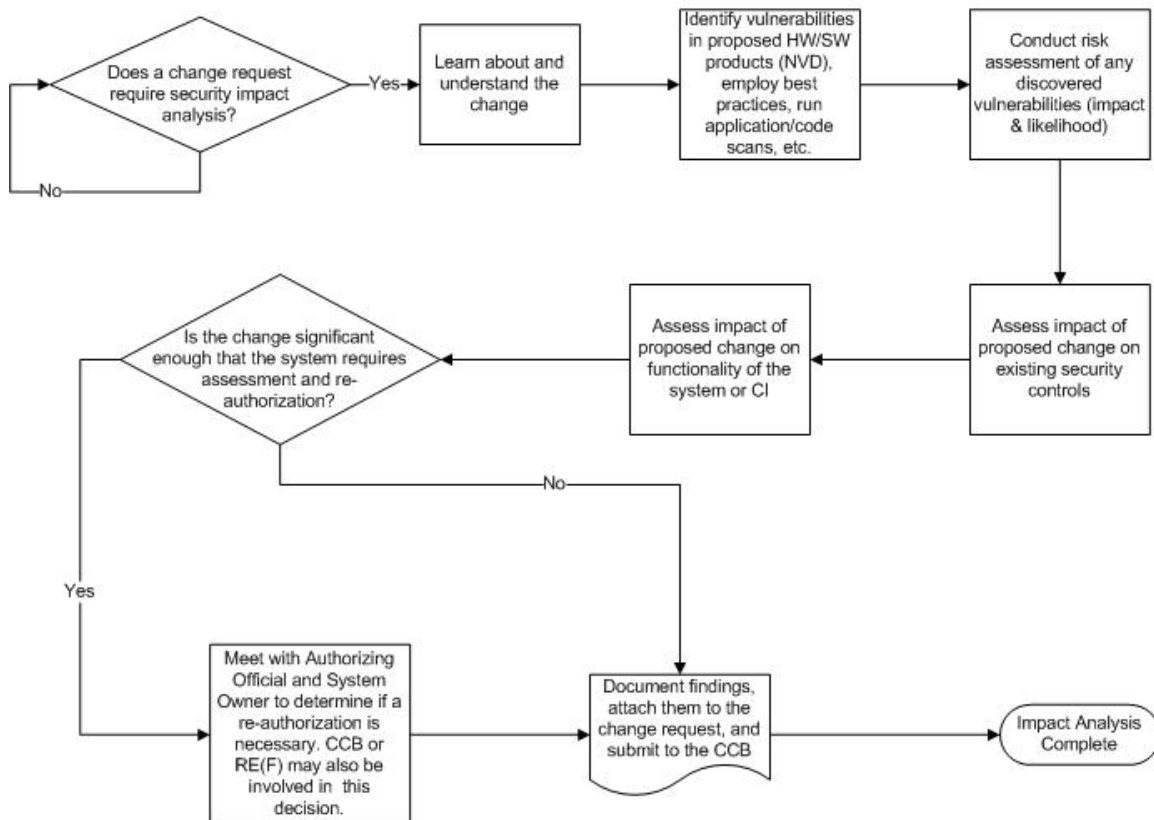 Does a change request
require security impact
analysis?
Yes
No
Learn about and
understand the
change
Identify vulnerabilities
in proposed HW/SW
products (NVD),
employ best
practices, run
application/code
scans, etc.
Conduct risk
assessment of any
discovered
vulnerabilities (impact
& likelihood)
Assess impact of
proposed change on
existing security
controls
Assess impact of
proposed change on
functionality of the
system or CI
Is the change significant
enough that the system requires
assessment and re-
authorization?
No
Yes
Meet with Authorizing
Official and System
Owner to determine if a
re-authorization is
necessary. CCB or
RE(F) may also be
involved in this
decision.
Document findings,
attach them to the
change request, and
submit to the CCB
Impact Analysis
Complete